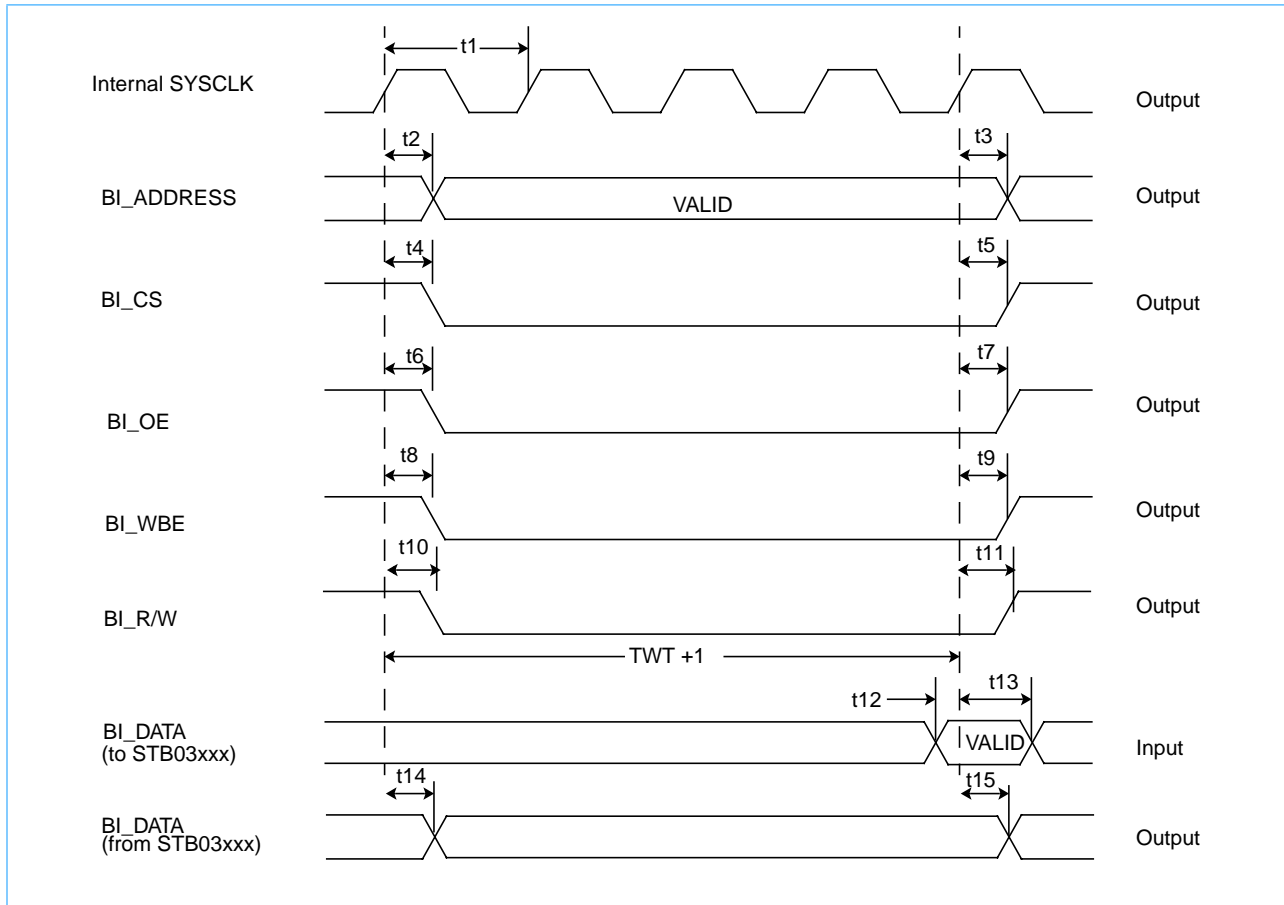 t1
Internal SYSCLK
Output
t2
t3
BI_ADDRESS
VALID
Output
t4
t5
BI_CS
Output
t6
t7
BI_OE
Output
t8
t9
BI_WBE
Output
t10
t11
BI_R/W
Output
TWT +1
t12
t13
BI_DATA
(to STB03xxx)
VALID
Input
t14
t15
BI_DATA
(from STB03xxx)
Output